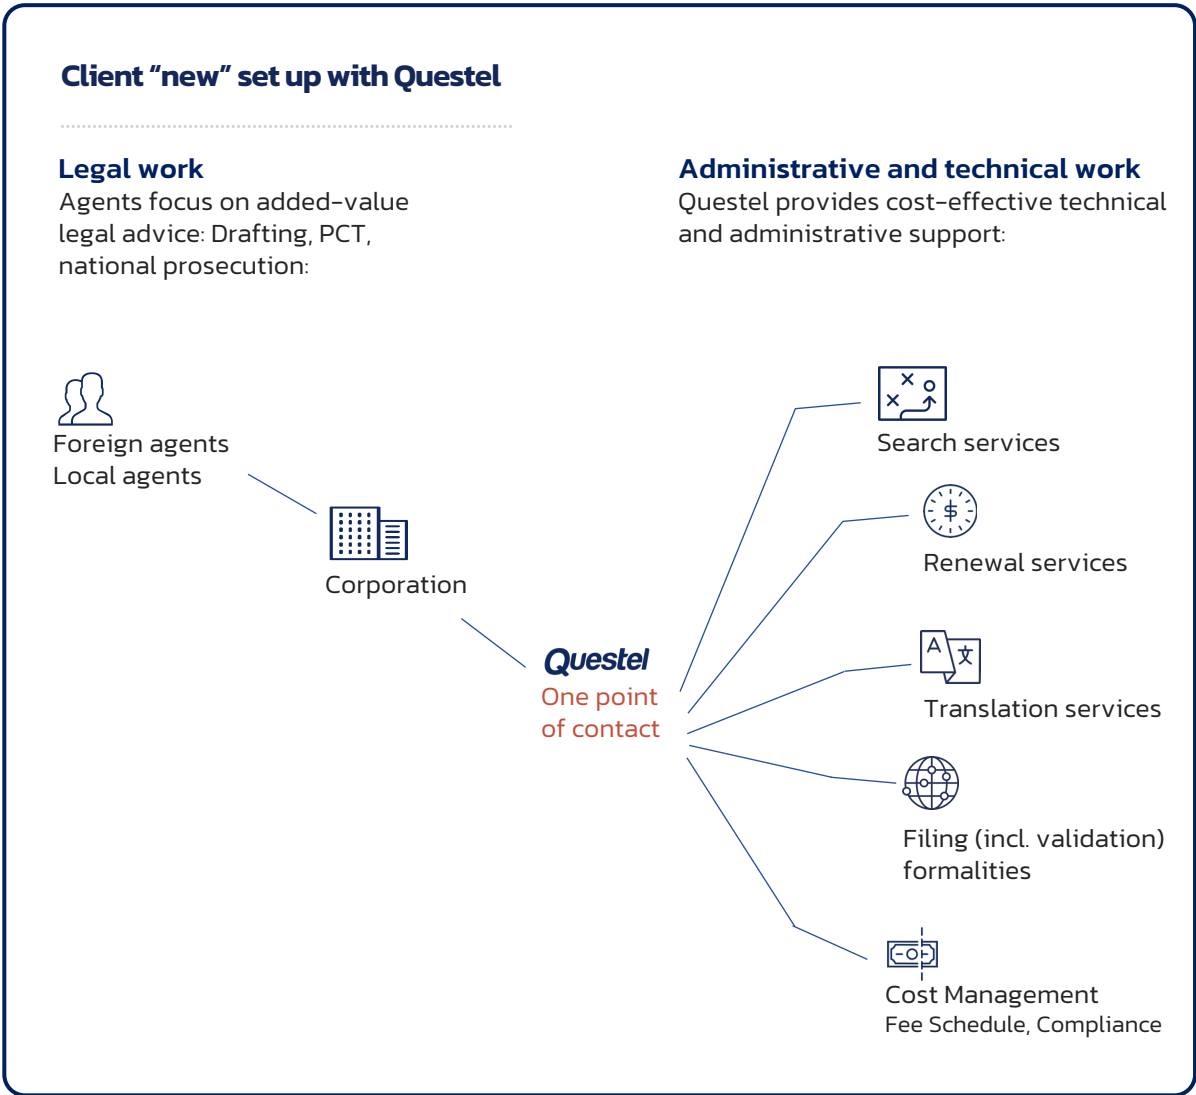 Client “new” set up with Questel
Legal work
Agents focus on added-value
legal advice: Drafting, PCT,
national prosecution:
Administrative and technical work
Questel provides cost-effective technical
and administrative support:
Foreign agents
Local agents
Corporation
Questel
One point
of contact
Search services
$
Renewal services
A 文
Translation services
Filing (incl. validation)
formalities
Cost Management
Fee Schedule, Compliance